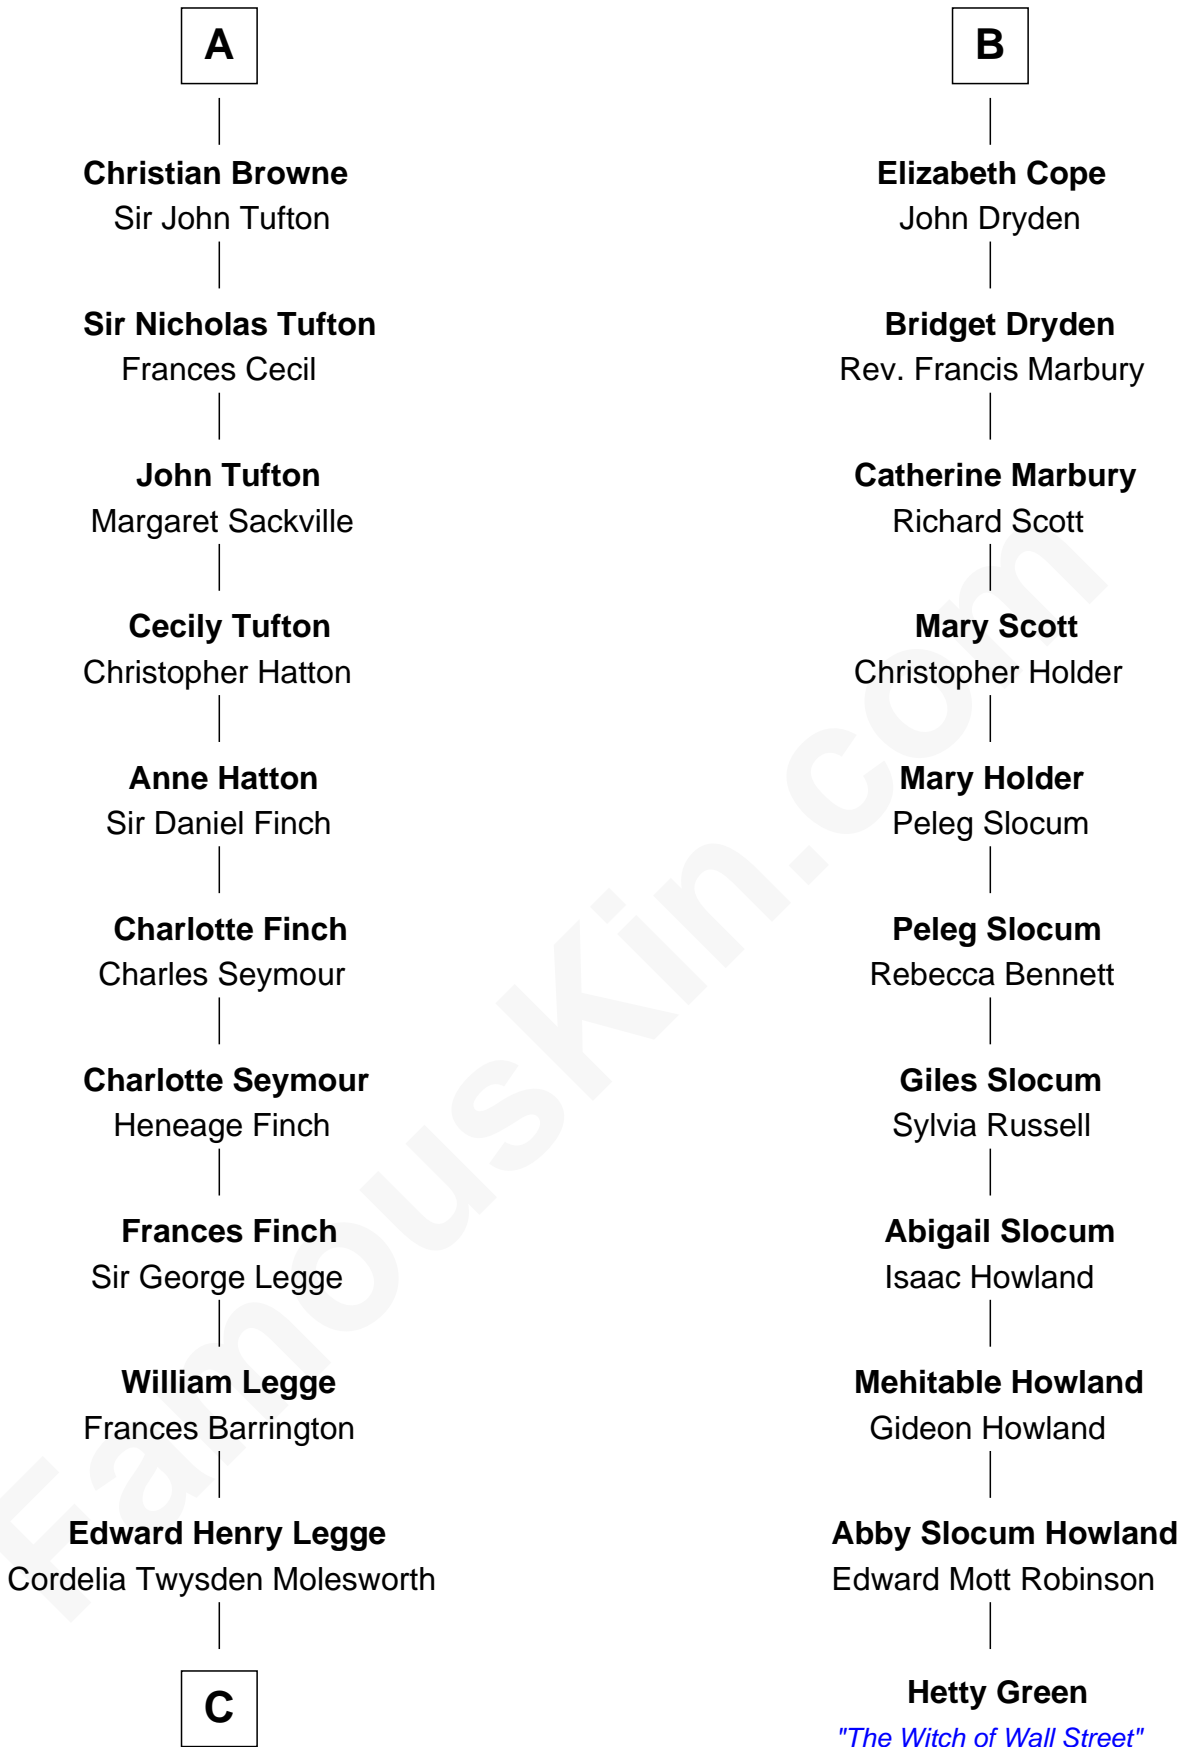 A
Christian Browne
Sir John Tufton
Sir Nicholas Tufton
Frances Cecil
John Tufton
Margaret Sackville
Cecily Tufton
Christopher Hatton
Anne Hatton
Sir Daniel Finch
Charlotte Finch
Charles Seymour
Charlotte Seymour
Heneage Finch
Frances Finch
Sir George Legge
William Legge
Frances Barrington
Edward Henry Legge
Cordelia Twysden Molesworth
C
B
Elizabeth Cope
John Dryden
Bridget Dryden
Rev. Francis Marbury
Catherine Marbury
Richard Scott
Mary Scott
Christopher Holder
Mary Holder
Peleg Slocum
Peleg Slocum
Rebecca Bennett
Giles Slocum
Sylvia Russell
Abigail Slocum
Isaac Howland
Mehitable Howland
Gideon Howland
Abby Slocum Howland
Edward Mott Robinson
Hetty Green
"The Witch of Wall Street"
FamousKin.com